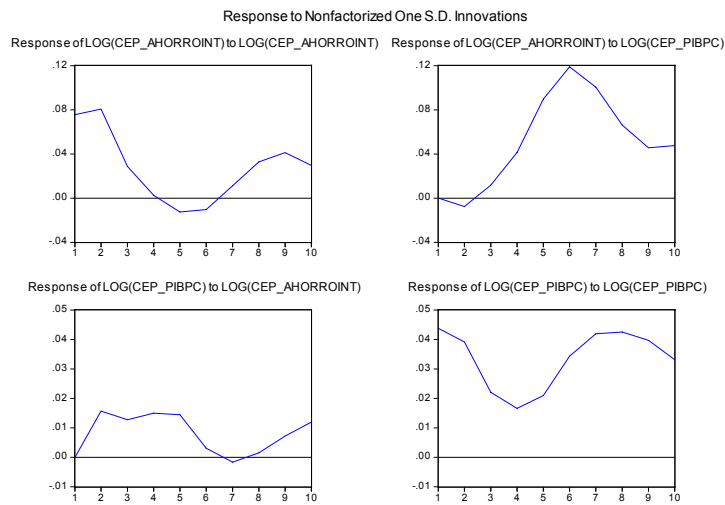 Response to Nonfactorized One S.D. Innovations
Response of LOG(CEP_AHORROINT) to LOG(CEP_AHORROINT)
.12
.08
.04
.00
-.04
1 2 3 4 5 6 7 8 9 10
Response of LOG(CEP_AHORROINT) to LOG(CEP_PIBPC)
.12
.08
.04
.00
-.04
1 2 3 4 5 6 7 8 9 10
Response of LOG(CEP_PIBPC) to LOG(CEP_AHORROINT)
.05
.04
.03
.02
.01
.00
-.01
1 2 3 4 5 6 7 8 9 10
Response of LOG(CEP_PIBPC) to LOG(CEP_PIBPC)
.05
.04
.03
.02
.01
.00
-.01
1 2 3 4 5 6 7 8 9 10